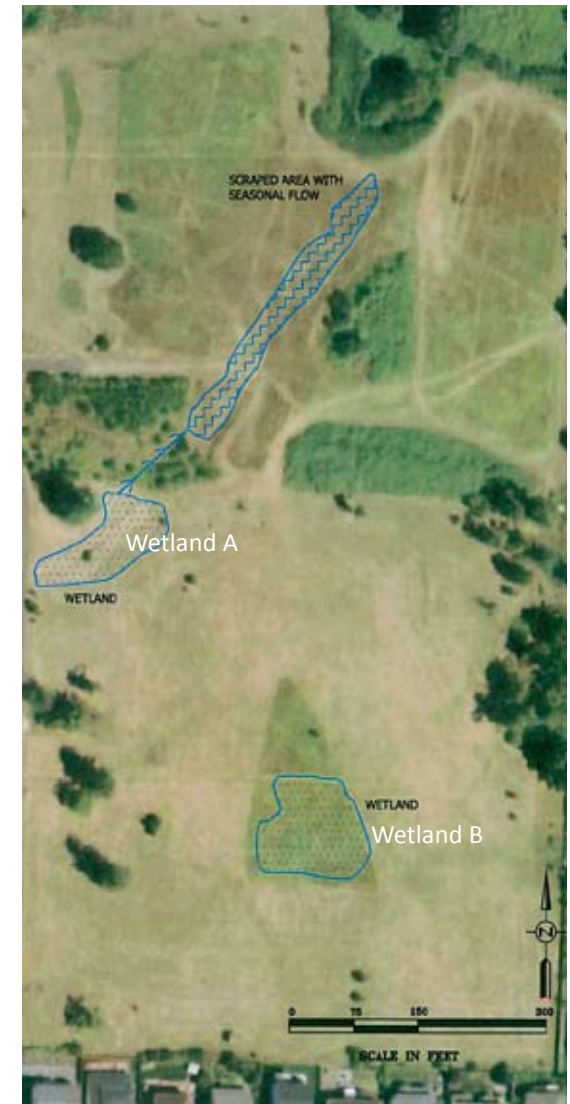 SCRAPED AREA WITH
SEASONAL FLOW
Wetland A
WETLAND
WETLAND
Wetland B
N
0 75 150 300
SCALE IN FEET